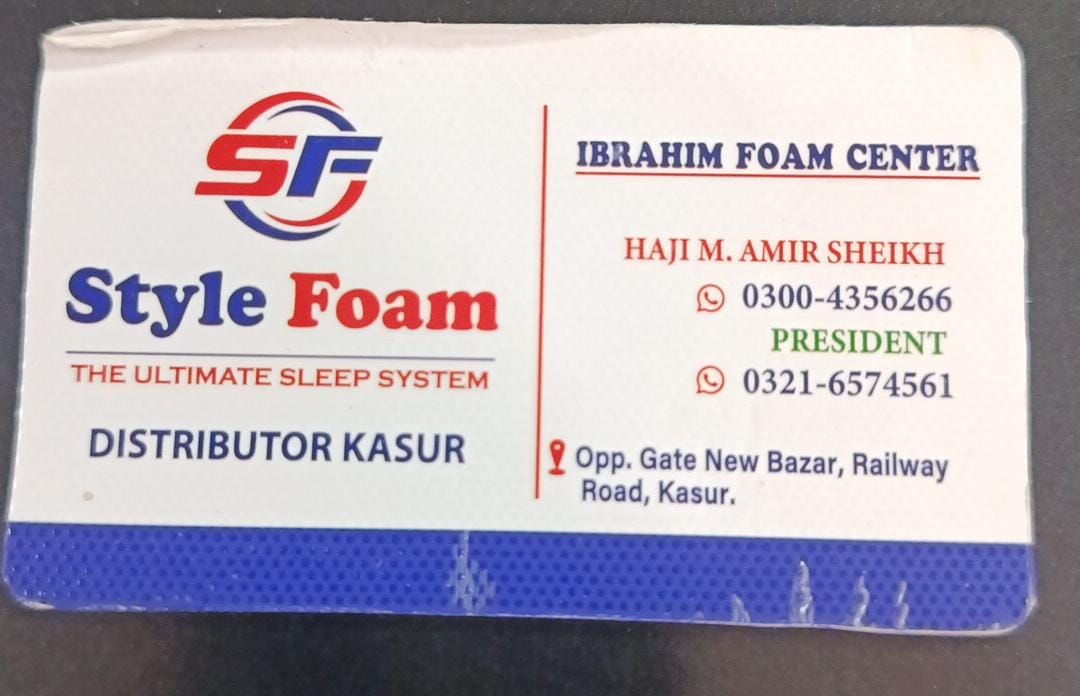 SF
Style Foam
THE ULTIMATE SLEEP SYSTEM
DISTRIBUTOR KASUR
IBRAHIM FOAM CENTER
HAJI M. AMIR SHEIKH
0300-4356266
PRESIDENT
0321-6574561
Opp. Gate New Bazar, Railway
Road, Kasur.